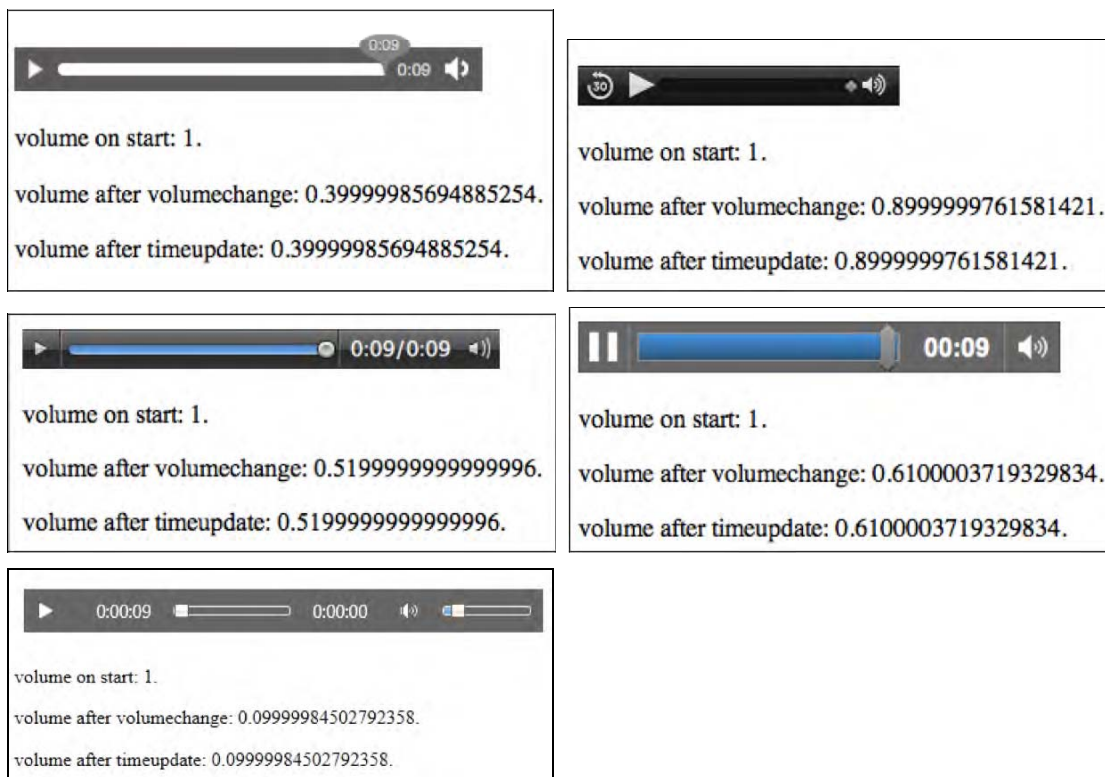 0:09
0:09
volume on start: 1.
volume after volumechange: 0.39999985694885254.
volume after timeupdate: 0.39999985694885254.
30
volume on start: 1.
volume after volumechange: 0.8999999761581421.
volume after timeupdate: 0.8999999761581421.
0:09/0:09
volume on start: 1.
volume after volumechange: 0.5199999999999996.
volume after timeupdate: 0.5199999999999996.
00:09
volume on start: 1.
volume after volumechange: 0.6100003719329834.
volume after timeupdate: 0.6100003719329834.
0:00:09 0:00:00
volume on start: 1.
volume after volumechange: 0.09999984502792358.
volume after timeupdate: 0.09999984502792358.